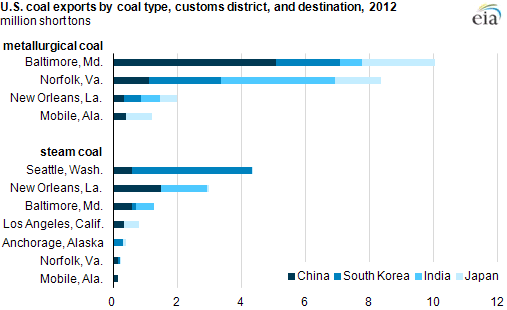 U.S. coal exports by coal type, customs district, and destination, 2012
million short tons
eia
metallurgical coal
Baltimore, Md.
Norfolk, Va.
New Orleans, La.
Mobile, Ala.
steam coal
Seattle, Wash.
New Orleans, La.
Baltimore, Md.
Los Angeles, Calif.
Anchorage, Alaska
Norfolk, Va.
Mobile, Ala.
China South Korea India Japan
0 2 4 6 8 10 12